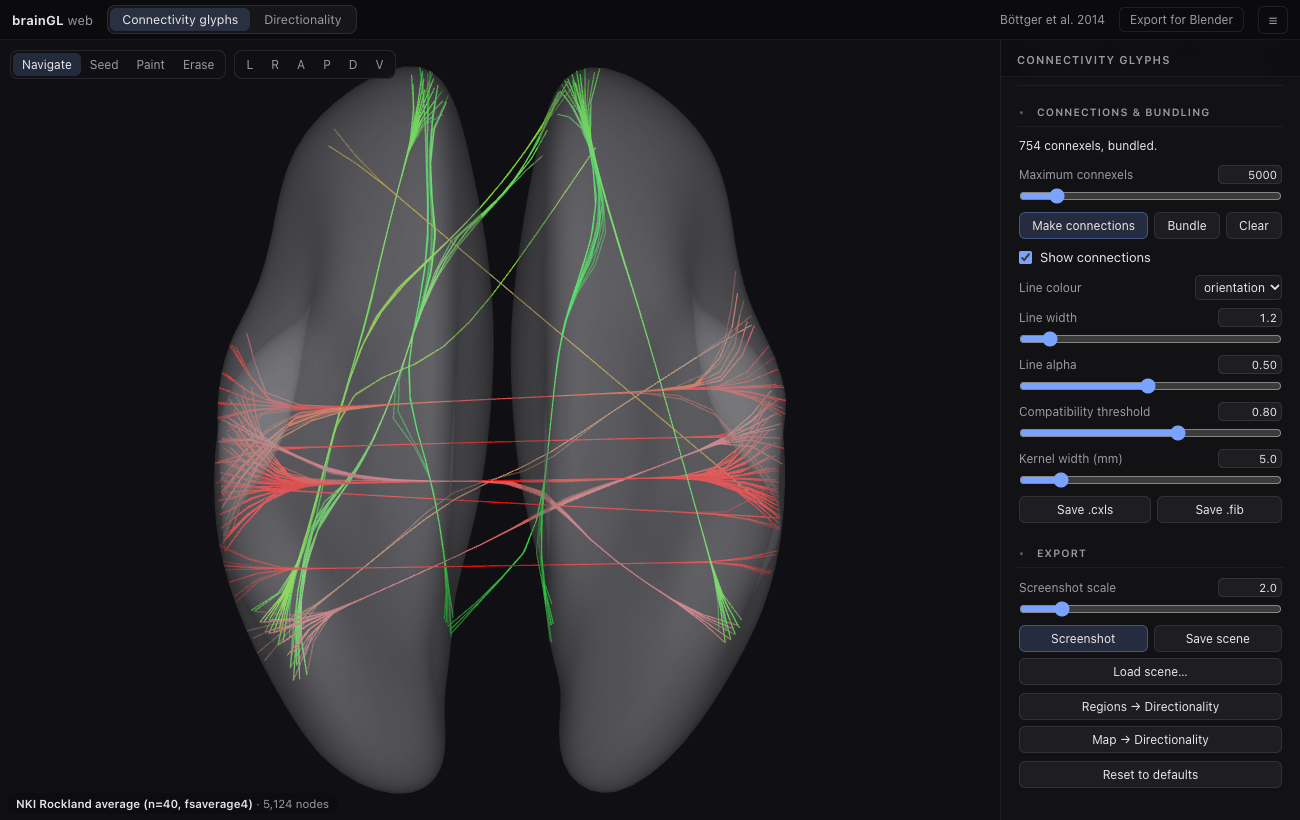 brainGL web
Connectivity glyphs
Directionality
Böttger et al. 2014
Export for Blender
≡
Navigate
Seed
Paint
Erase
L R A P D V
CONNECTIVITY GLYPHS
CONNECTIONS & BUNDLING
754 connexels, bundled.
Maximum connexels 5000
Make connections
Bundle
Clear
Show connections
Line colour orientation
Line width 1.2
Line alpha 0.50
Compatibility threshold 0.80
Kernel width (mm) 5.0
Save .cxls
Save .fib
EXPORT
Screenshot scale 2.0
Screenshot
Save scene
Load scene...
Regions → Directionality
Map → Directionality
Reset to defaults
NKI Rockland average (n=40, fsaverage4) · 5,124 nodes